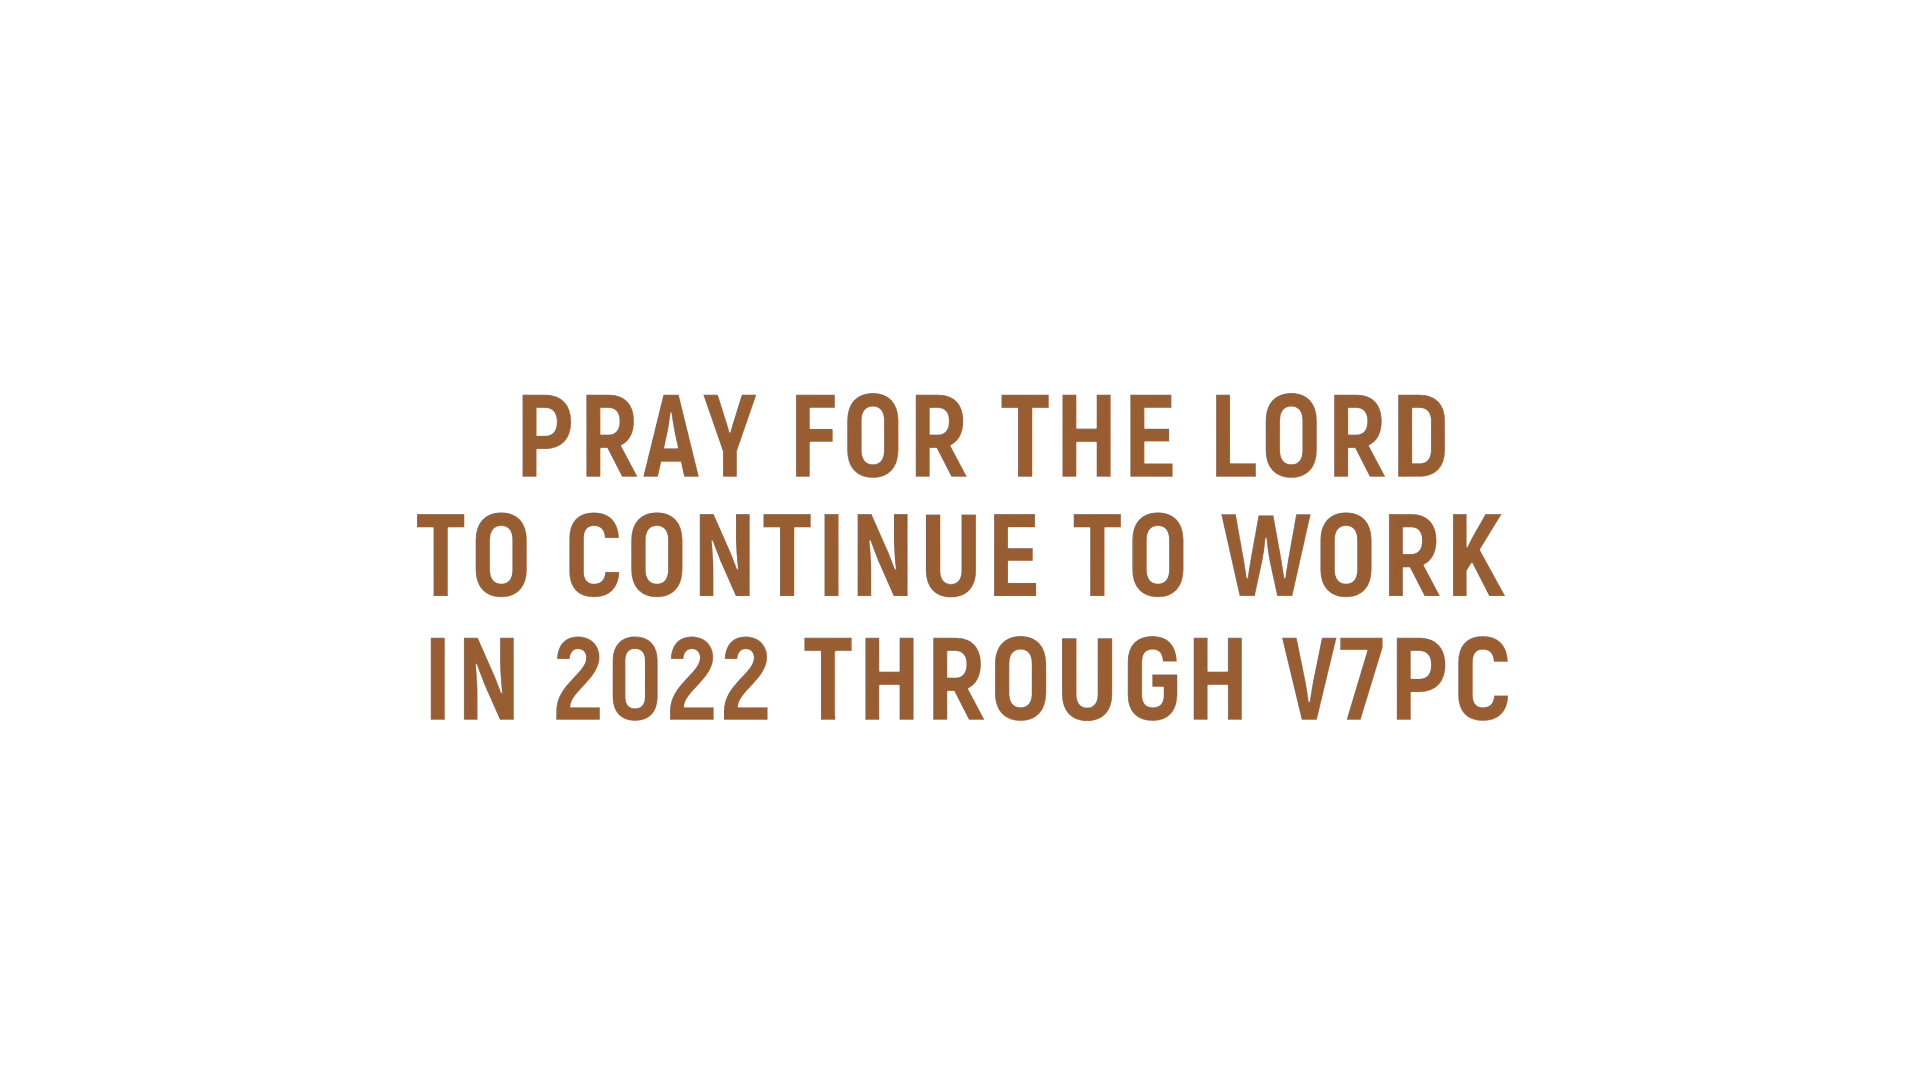 PRAY FOR THE LORD
TO CONTINUE TO WORK
IN 2022 THROUGH V7PC